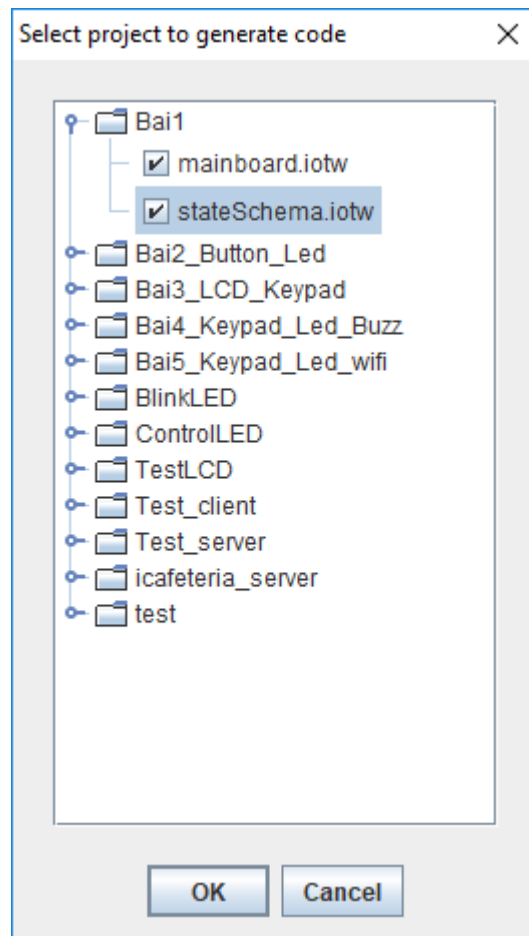 Select project to generate code
Bai1
mainboard.iotw
stateSchema.iotw
Bai2_Button_Led
Bai3_LCD_Keypad
Bai4_Keypad_Led_Buzz
Bai5_Keypad_Led_wifi
BlinkLED
ControlLED
TestLCD
Test_client
Test_server
icafeteria_server
test
OK Cancel